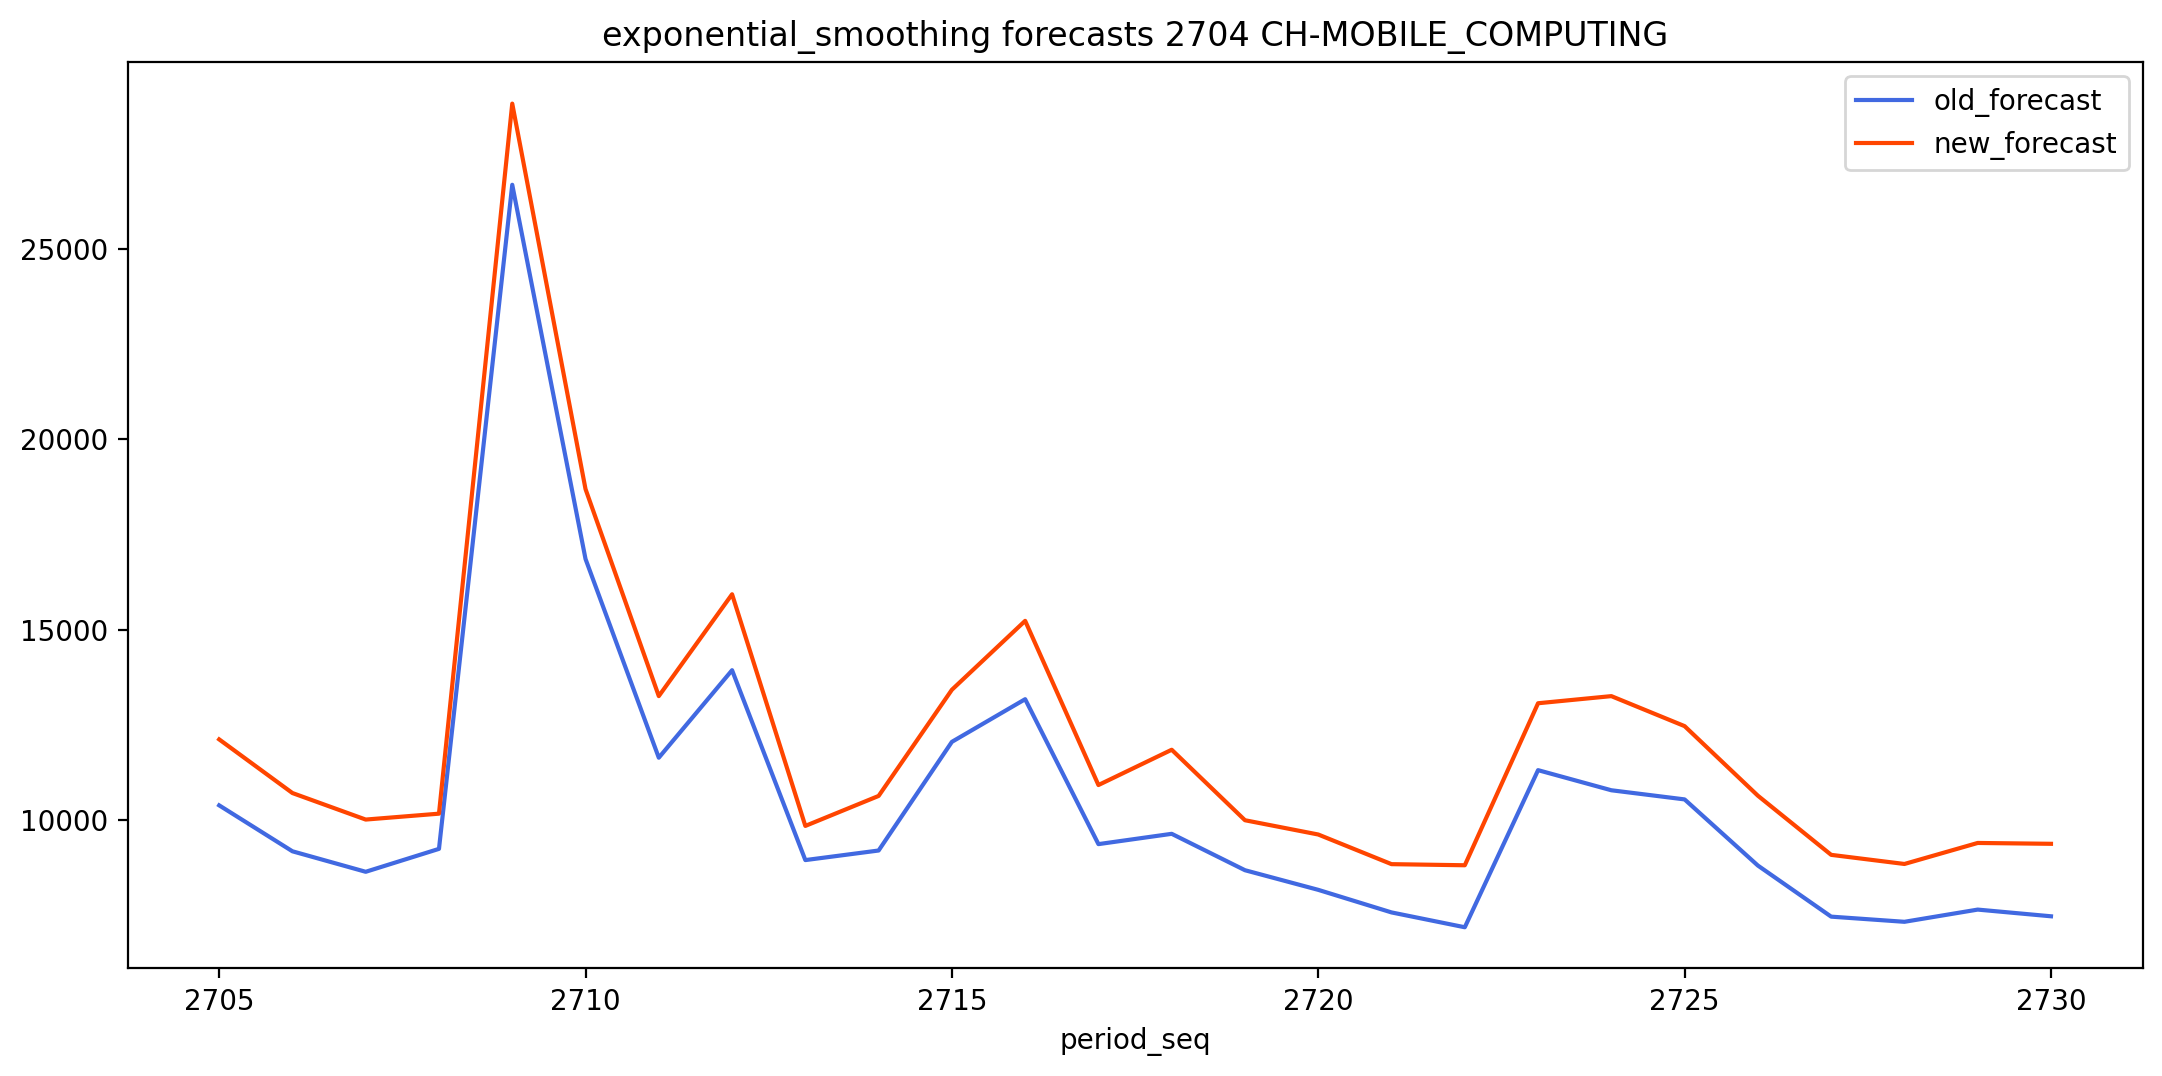 exponential_smoothing forecasts 2704 CH-MOBILE_COMPUTING
old_forecast
new_forecast
25000
20000
15000
10000
2705 2710 2715 2720 2725 2730
period_seq